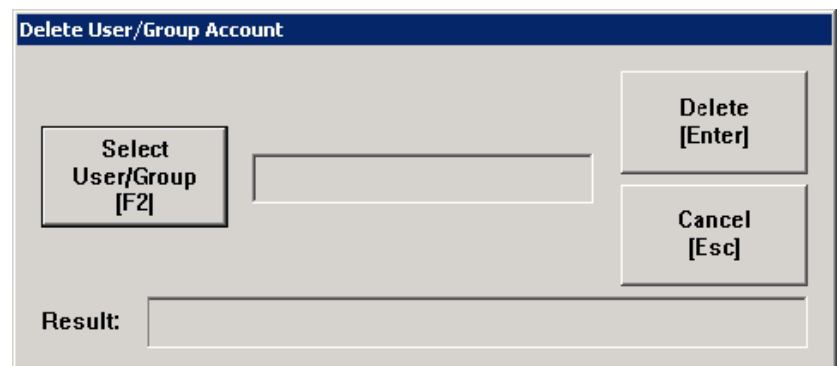 Delete User/Group Account
Select
User/Group
[F2]
Delete
[Enter]
Cancel
[Esc]
Result: